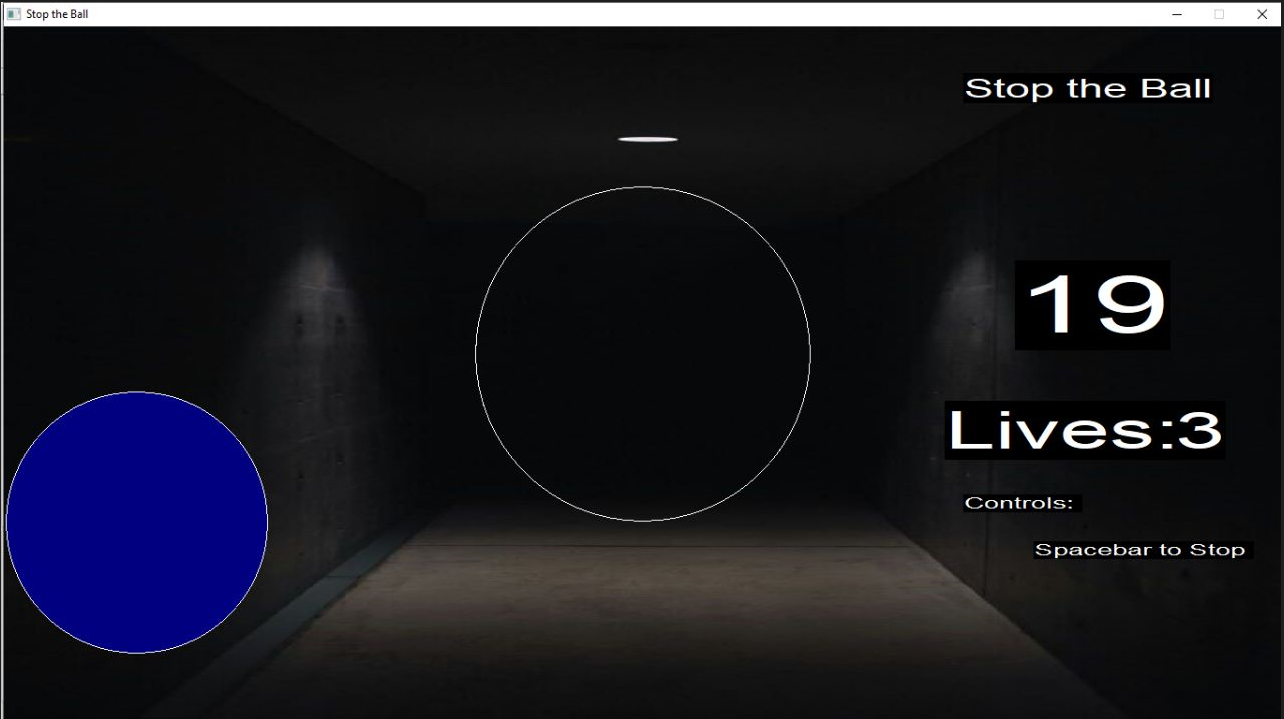 Stop the Ball
Stop the Ball
19
Lives:3
Controls:
Spacebar to Stop